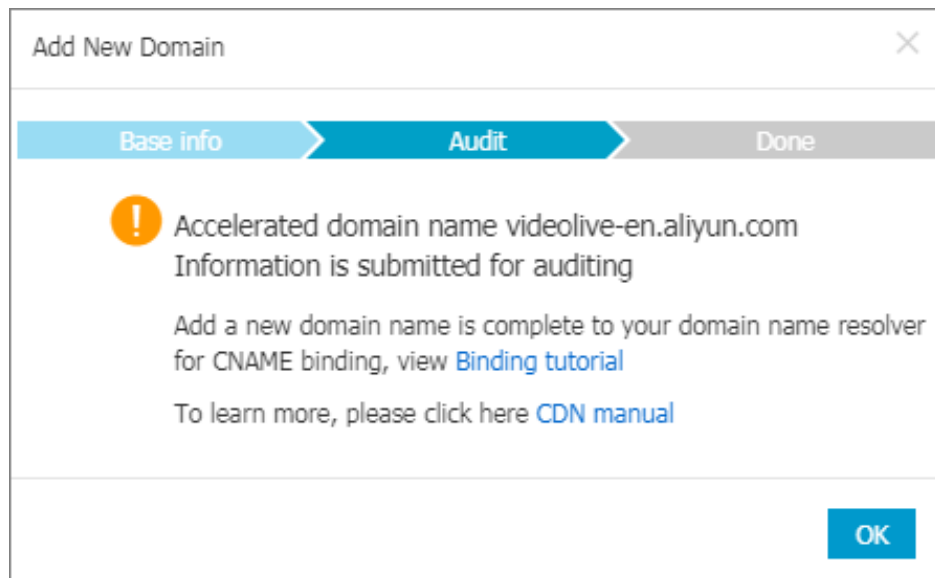 Add New Domain
Base info
Audit
Done
Accelerated domain name videolive-en.aliyun.com
Information is submitted for auditing
Add a new domain name is complete to your domain name resolver
for CNAME binding, view Binding tutorial
To learn more, please click here CDN manual
OK